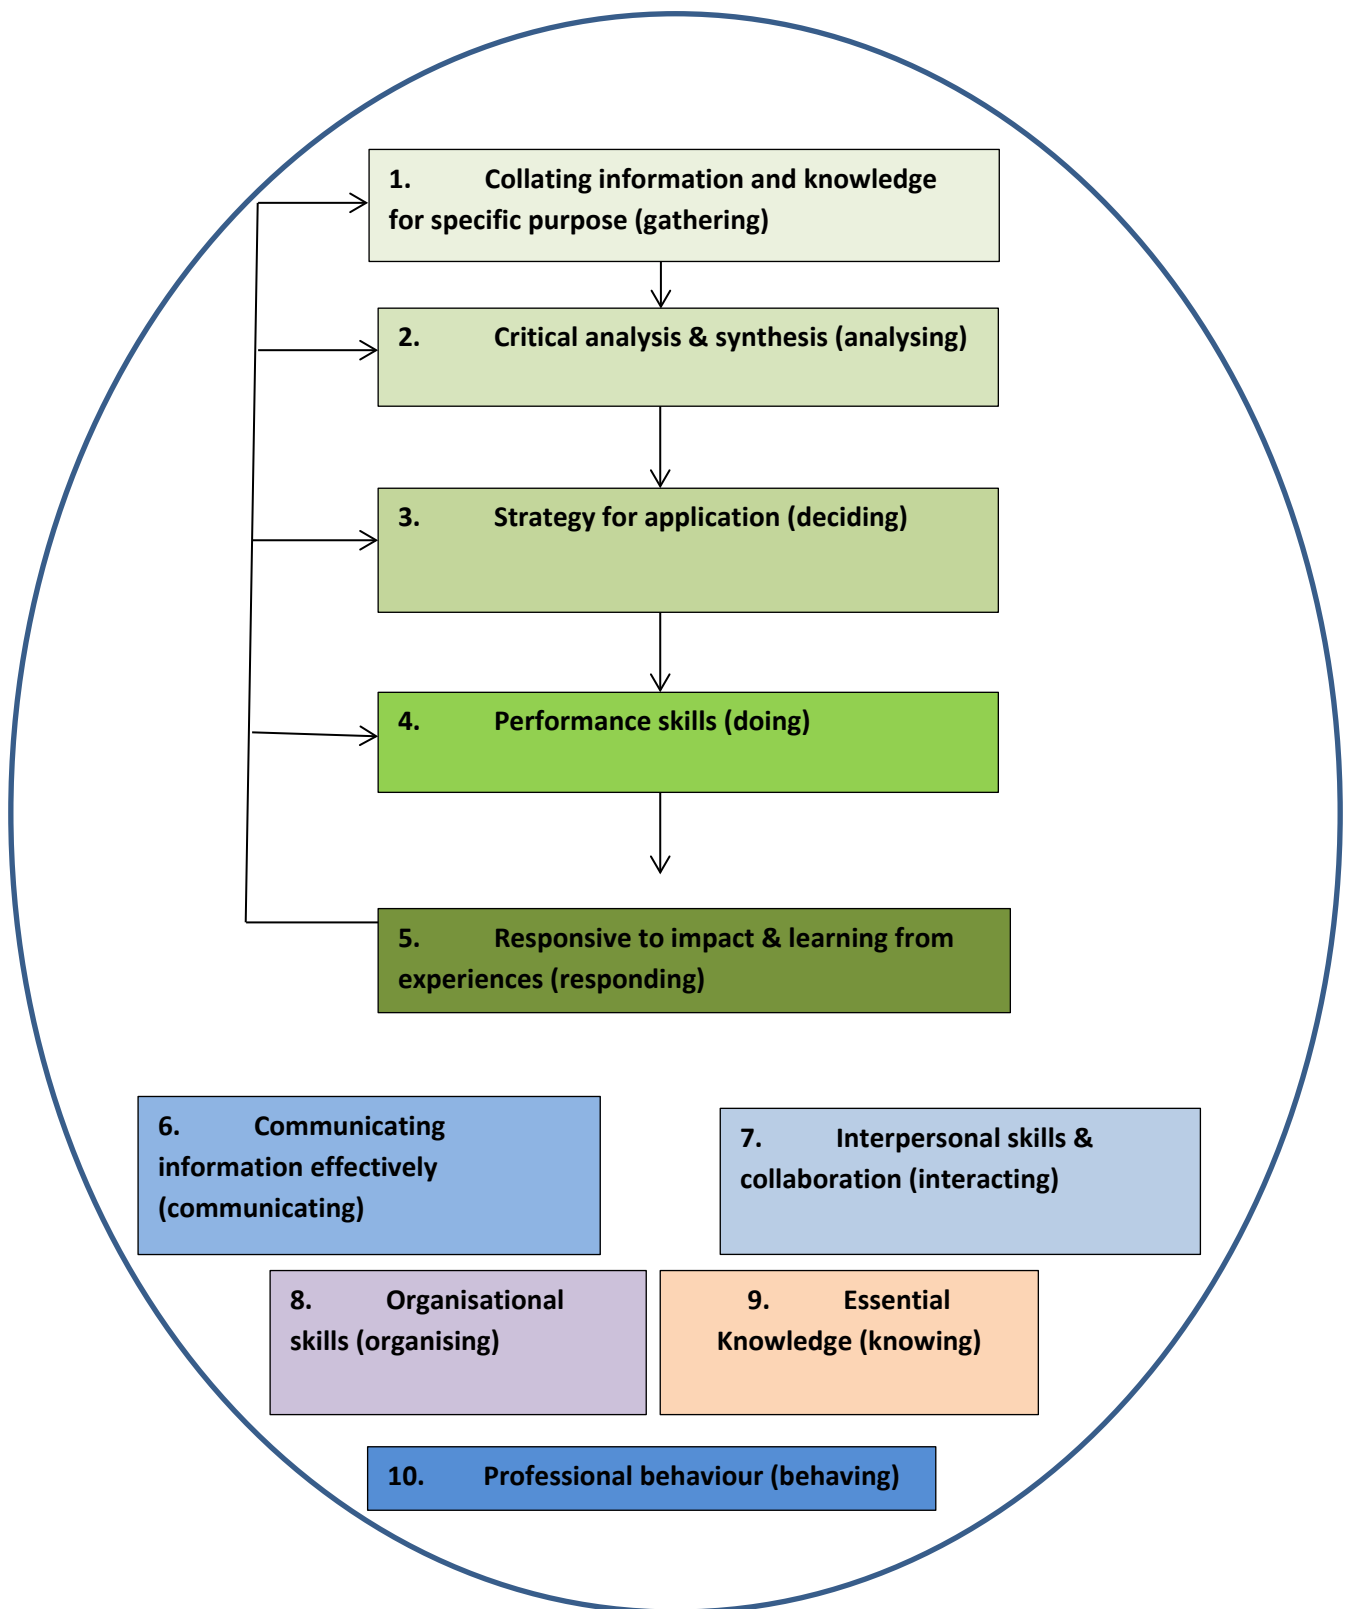 1. Collating information and knowledge
for specific purpose (gathering)
2. Critical analysis & synthesis (analysing)
3. Strategy for application (deciding)
4. Performance skills (doing)
5. Responsive to impact & learning from
experiences (responding)
6. Communicating
information effectively
(communicating)
7. Interpersonal skills &
collaboration (interacting)
8. Organisational
skills (organising)
9. Essential
Knowledge (knowing)
10. Professional behaviour (behaving)